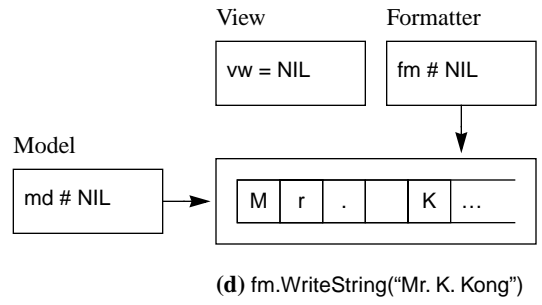 View Formatter
vw = NIL fm # NIL
Model
md # NIL
M r . K ...
(d) fm.WriteString(“Mr. K. Kong”)